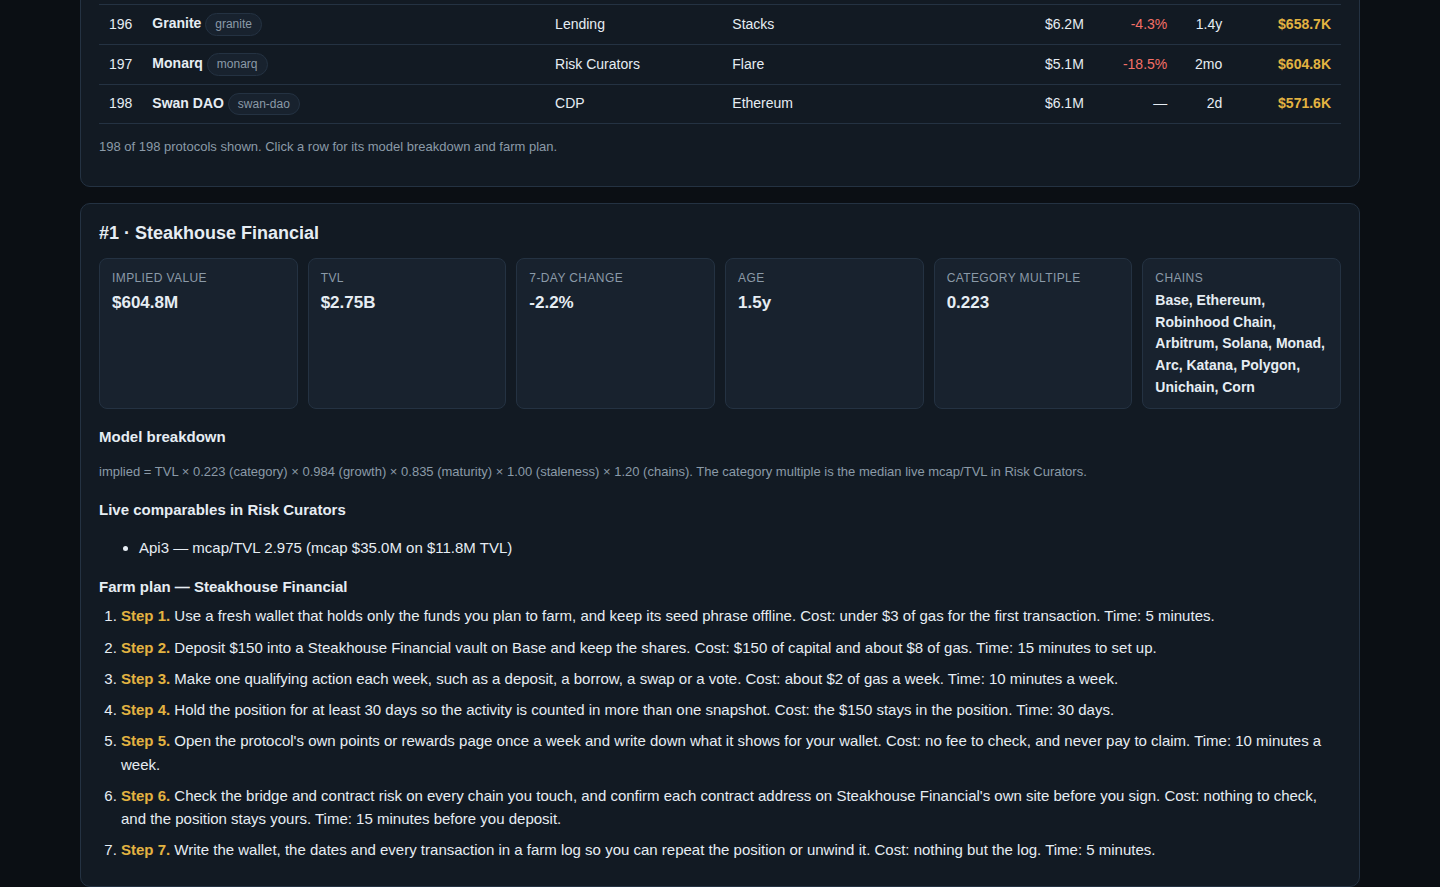 196 Granite granite Lending Stacks $6.2M -4.3% 1.4y $658.7K
197 Monarq monarq Risk Curators Flare $5.1M -18.5% 2mo $604.8K
198 Swan DAO swan-dao CDP Ethereum $6.1M — 2d $571.6K
198 of 198 protocols shown. Click a row for its model breakdown and farm plan.
#1 · Steakhouse Financial
IMPLIED VALUE
$604.8M
TVL
$2.75B
7-DAY CHANGE
-2.2%
AGE
1.5y
CATEGORY MULTIPLE
0.223
CHAINS
Base, Ethereum,
Robinhood Chain,
Arbitrum, Solana, Monad,
Arc, Katana, Polygon,
Unichain, Corn
Model breakdown
implied = TVL × 0.223 (category) × 0.984 (growth) × 0.835 (maturity) × 1.00 (staleness) × 1.20 (chains). The category multiple is the median live mcap/TVL in Risk Curators.
Live comparables in Risk Curators
• Api3 — mcap/TVL 2.975 (mcap $35.0M on $11.8M TVL)
Farm plan — Steakhouse Financial
1. Step 1. Use a fresh wallet that holds only the funds you plan to farm, and keep its seed phrase offline. Cost: under $3 of gas for the first transaction. Time: 5 minutes.
2. Step 2. Deposit $150 into a Steakhouse Financial vault on Base and keep the shares. Cost: $150 of capital and about $8 of gas. Time: 15 minutes to set up.
3. Step 3. Make one qualifying action each week, such as a deposit, a borrow, a swap or a vote. Cost: about $2 of gas a week. Time: 10 minutes a week.
4. Step 4. Hold the position for at least 30 days so the activity is counted in more than one snapshot. Cost: the $150 stays in the position. Time: 30 days.
5. Step 5. Open the protocol's own points or rewards page once a week and write down what it shows for your wallet. Cost: no fee to check, and never pay to claim. Time: 10 minutes a
week.
6. Step 6. Check the bridge and contract risk on every chain you touch, and confirm each contract address on Steakhouse Financial's own site before you sign. Cost: nothing to check,
and the position stays yours. Time: 15 minutes before you deposit.
7. Step 7. Write the wallet, the dates and every transaction in a farm log so you can repeat the position or unwind it. Cost: nothing but the log. Time: 5 minutes.